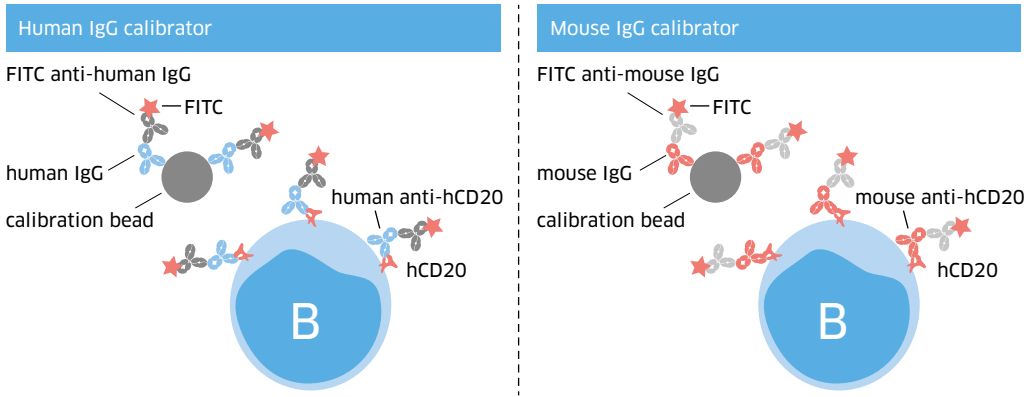 Human IgG calibrator
FITC anti-human IgG
FITC
human IgG
human anti-hCD20
calibration bead
hCD20
B
Mouse IgG calibrator
FITC anti-mouse IgG
FITC
mouse IgG
mouse anti-hCD20
calibration bead
hCD20
B